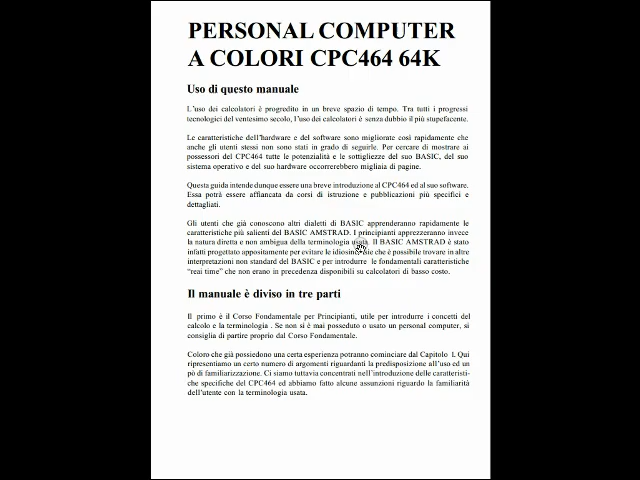 PERSONAL COMPUTER
A COLORI CPC464 64K
Uso di questo manuale
L'uso dei calcolatori è progredito in un breve spazio di tempo. Tra tutti i progressi
tecnologici del ventesimo secolo, l'uso dei calcolatori è senza dubbio il più stupefacente.
Le caratteristiche dell'hardware e del software sono migliorate così rapidamente che
anche gli utenti stessi non sono stati in grado di seguirle. Per cercare di mostrare ai
possessori del CPC464 tutte le potenzialità e le sottigliezze del suo BASIC, del suo
sistema operativo e del suo hardware occorrerebbero migliaia di pagine.
Questa guida intende dunque essere una breve introduzione al CPC464 ed al suo software.
Essa potrà essere affiancata da corsi di istruzione e pubblicazioni più specifici e
dettagliati.
Gli utenti che già conoscono altri dialetti di BASIC apprenderanno rapidamente le
caratteristiche più salienti del BASIC AMSTRAD. I principianti apprezzeranno invece
la natura diretta e non ambigua della terminologia usata. Il BASIC AMSTRAD è stato
infatti progettato appositamente per evitare le che è possibile trovare in altre
interpretazioni non standard del BASIC e per introdurre le fondamentali caratteristiche
“reai time” che non erano in precedenza disponibili su calcolatori di basso costo.
Il manuale è diviso in tre parti
Il primo è il Corso Fondamentale per Principianti, utile per introdurre i concetti del
calcolo e la terminologia . Se non si è mai posseduto o usato un personal computer, si
consiglia di partire proprio dal Corso Fondamentale.
Coloro che già possiedono una certa esperienza potranno cominciare dal Capitolo 1. Qui
ripresentiamo un certo numero di argomenti riguardanti la predisposizione all'uso ed un
pò di familiarizzazione. Ci siamo tuttavia concentrati nell'introduzione delle caratteristi-
che specifiche del CPC464 ed abbiamo fatto alcune assunzioni riguardo la familiarità
dell'utente con la terminologia usata.